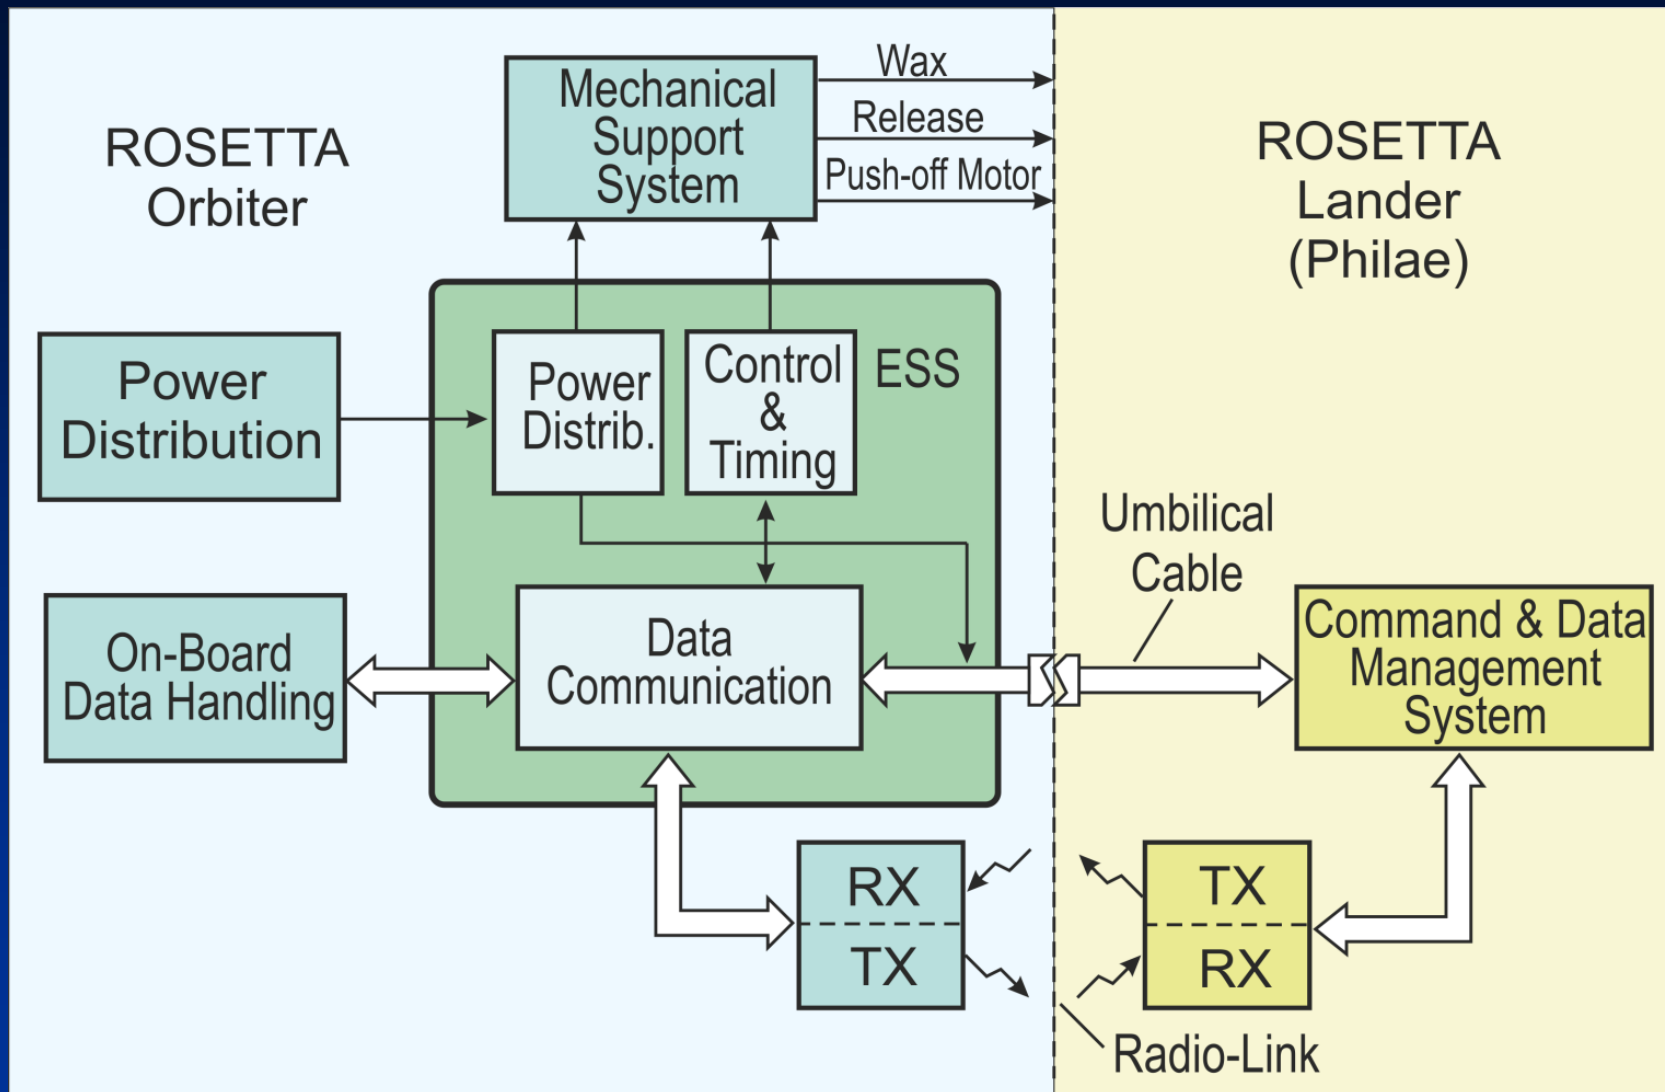 ROSETTA
Orbiter
Mechanical
Support
System
Wax
Release
Push-off Motor
ROSETTA
Lander
(Philae)
Power
Distribution
Power
Distrib.
Control
&
Timing
ESS
On-Board
Data Handling
Data
Communication
Umbilical
Cable
Command & Data
Management
System
RX
TX
TX
RX
Radio-Link